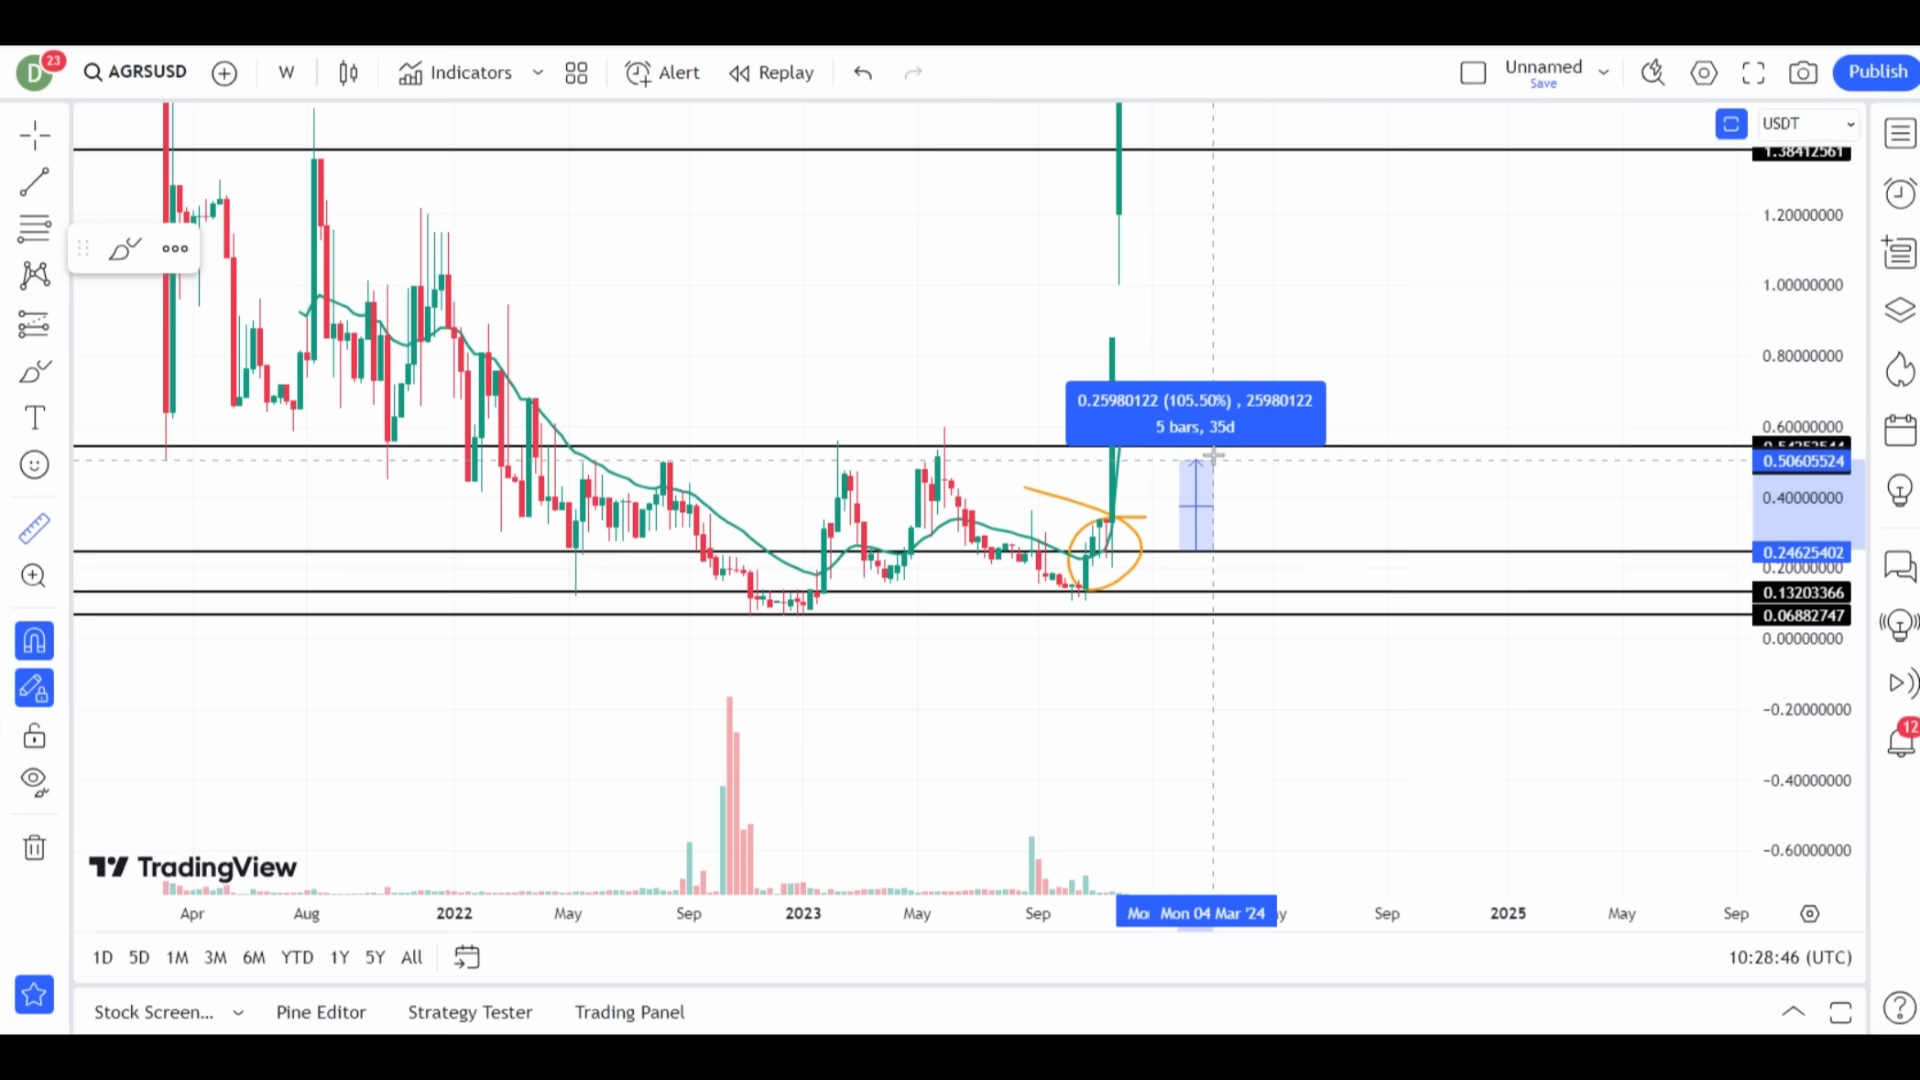 D 23 AGRSUSD W Indicators Alert Replay Unnamed Publish
Save
USDT
1.38412561
1.20000000
1.00000000
0.80000000
0.25980122 (105.50%) , 25980122
5 bars, 35d
0.60000000
0.50605524
0.40000000
0.24625402
0.20000000
0.13203366
0.06882747
0.00000000
−0.20000000
12
−0.40000000
−0.60000000
TradingView
Apr Aug 2022 May Sep 2023 May Sep Mon 04 Mar '24 Sep 2025 May Sep
1D 5D 1M 3M 6M YTD 1Y 5Y All 10:28:46 (UTC)
Stock Screen... Pine Editor Strategy Tester Trading Panel